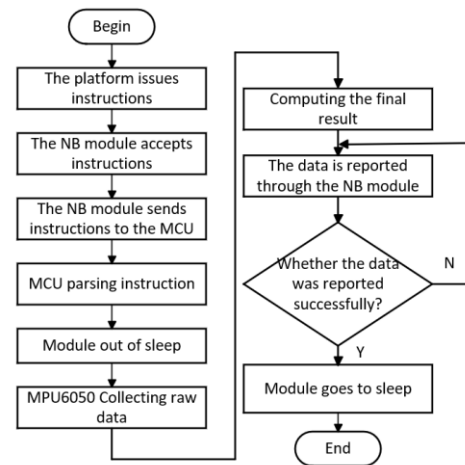 Begin
The platform issues
instructions
The NB module accepts
instructions
The NB module sends
instructions to the MCU
MCU parsing instruction
Module out of sleep
MPU6050 Collecting raw
data
Computing the final
result
The data is reported
through the NB module
Whether the data
was reported
successfully?
N
Y
Module goes to sleep
End